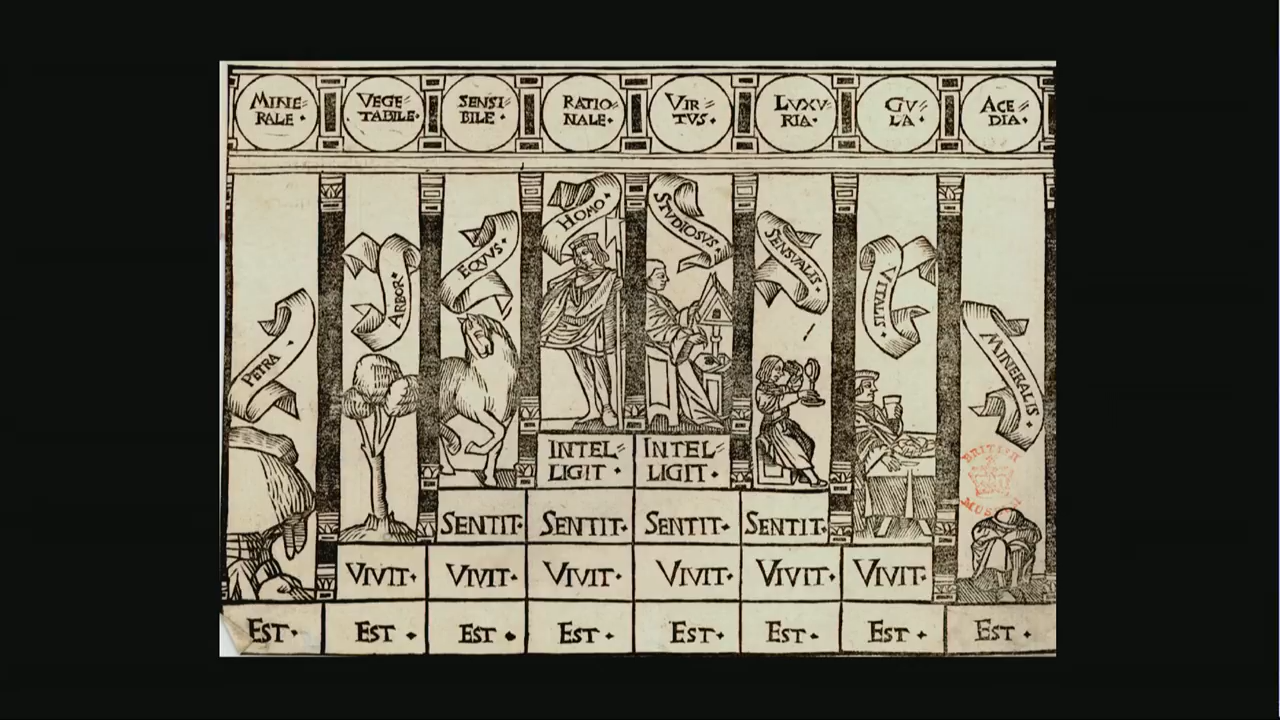 MINE=
RALE·
VEGE=
TABILE·
SENSI=
BILE·
RATIO=
NALE·
VIR=
TVS·
LVXV=
RIA·
GV=
LA·
ACE=
DIA·
PETRA
ARBOR·
EQVVS·
HOMO·
STVDIOSVS·
SENSVALIS·
VITALIS·
MINERALIS·
BRITISH
MUS
INTEL=
LIGIT·
INTEL=
LIGIT·
SENTIT· SENTIT· SENTIT· SENTIT·
VIVIT· VIVIT· VIVIT· VIVIT· VIVIT· VIVIT·
EST· EST· EST· EST· EST· EST· EST· EST·